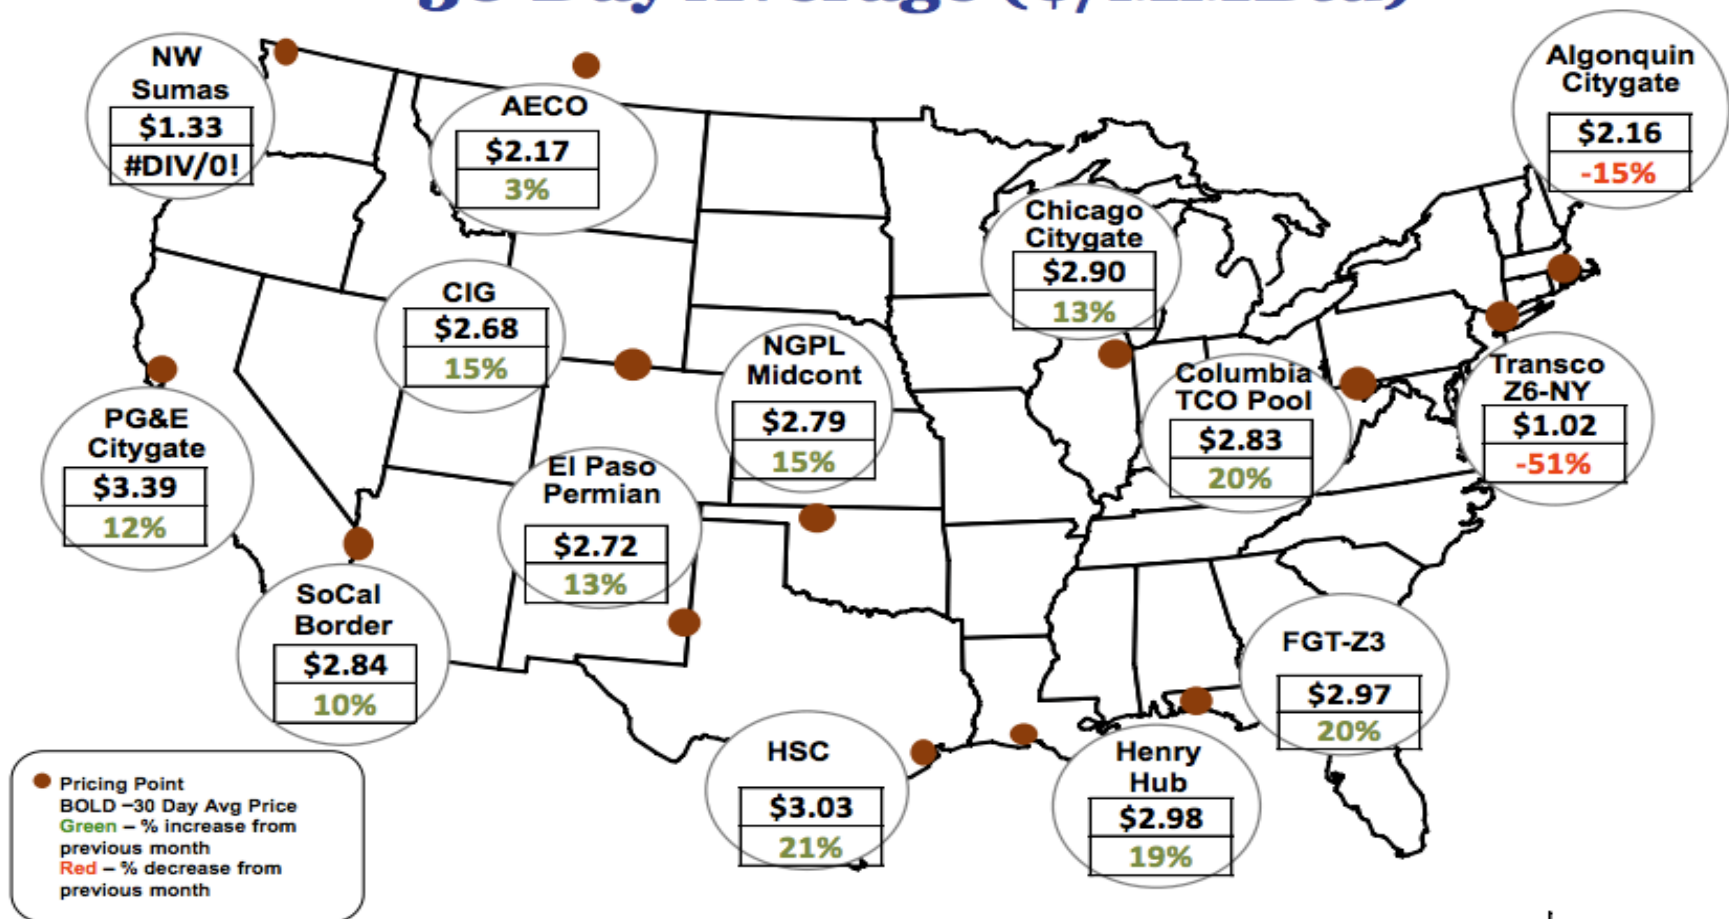 30 Day Average ($/MMBtu)
NW
Sumas
$1.33
#DIV/0!
AECO
$2.17
3%
Algonquin
Citygate
$2.16
-15%
Chicago
Citygate
$2.90
13%
CIG
$2.68
15%
NGPL
Midcont
$2.79
15%
Columbia
TCO Pool
$2.83
20%
Transco
Z6-NY
$1.02
-51%
PG&E
Citygate
$3.39
12%
El Paso
Permian
$2.72
13%
SoCal
Border
$2.84
10%
FGT-Z3
$2.97
20%
HSC
$3.03
21%
Henry
Hub
$2.98
19%
Pricing Point
BOLD –30 Day Avg Price
Green – % increase from
previous month
Red – % decrease from
previous month